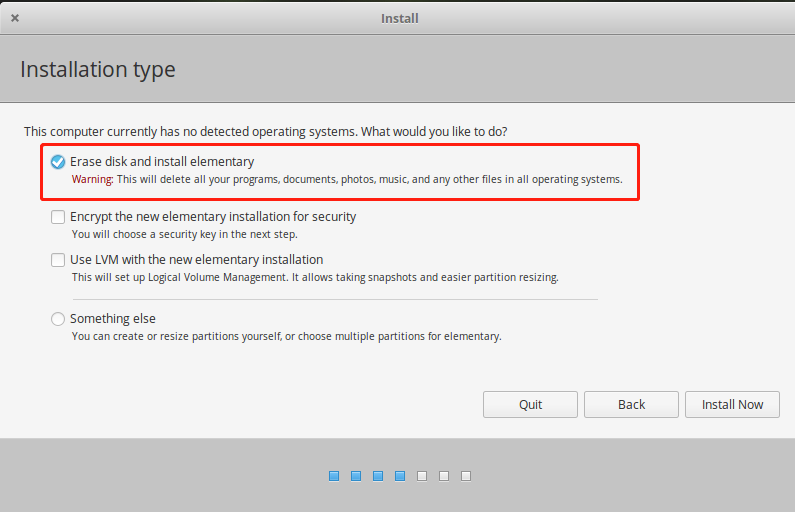 Install
Installation type
This computer currently has no detected operating systems. What would you like to do?
Erase disk and install elementary
Warning: This will delete all your programs, documents, photos, music, and any other files in all operating systems.
Encrypt the new elementary installation for security
You will choose a security key in the next step.
Use LVM with the new elementary installation
This will set up Logical Volume Management. It allows taking snapshots and easier partition resizing.
Something else
You can create or resize partitions yourself, or choose multiple partitions for elementary.
Quit
Back
Install Now